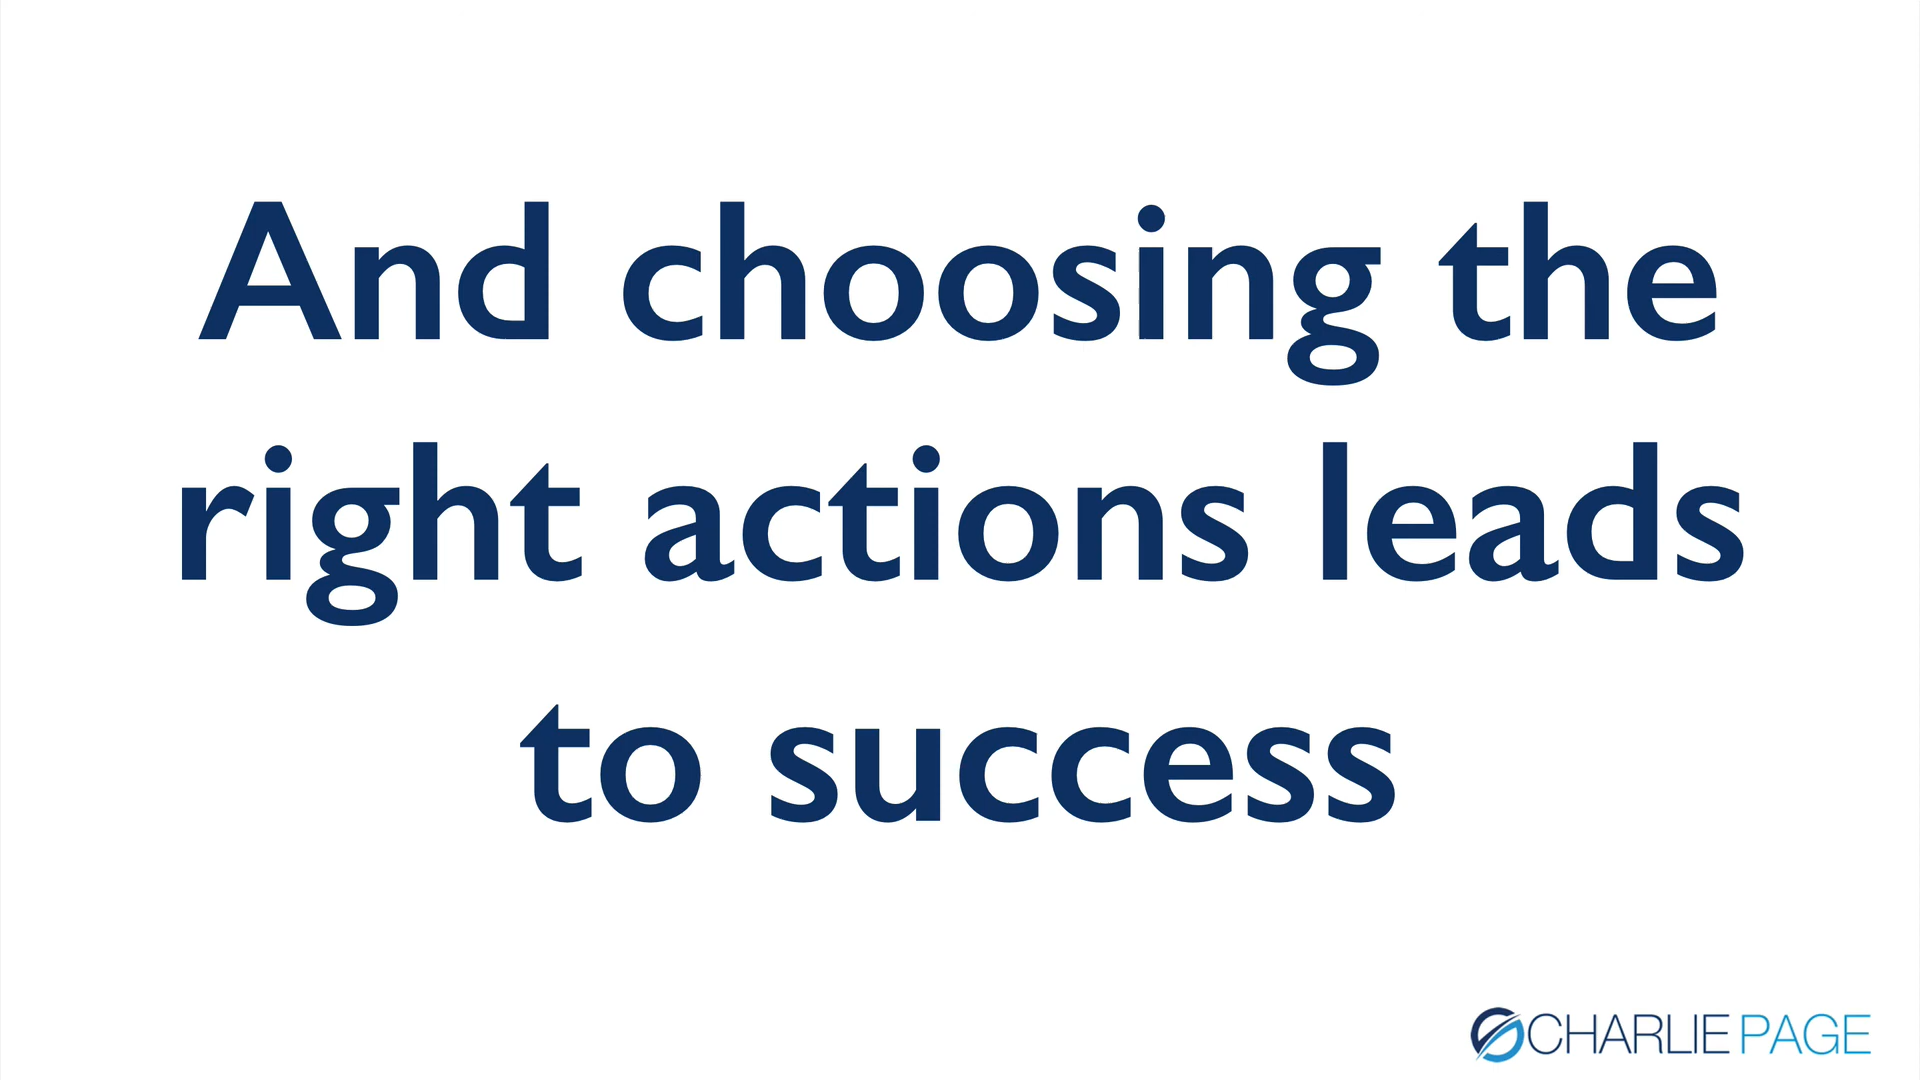 And choosing the
right actions leads
to success
CHARLIE PAGE